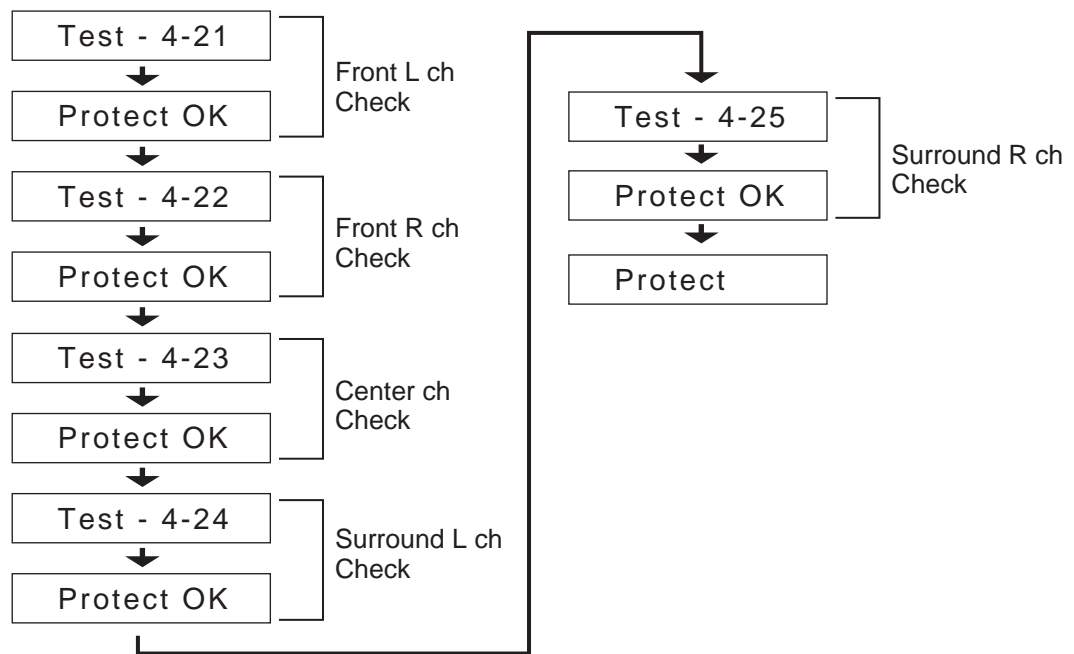 Test - 4-21
Protect OK
Front L ch
Check
Test - 4-22
Protect OK
Front R ch
Check
Test - 4-23
Protect OK
Center ch
Check
Test - 4-24
Protect OK
Surround L ch
Check
Test - 4-25
Protect OK
Surround R ch
Check
Protect